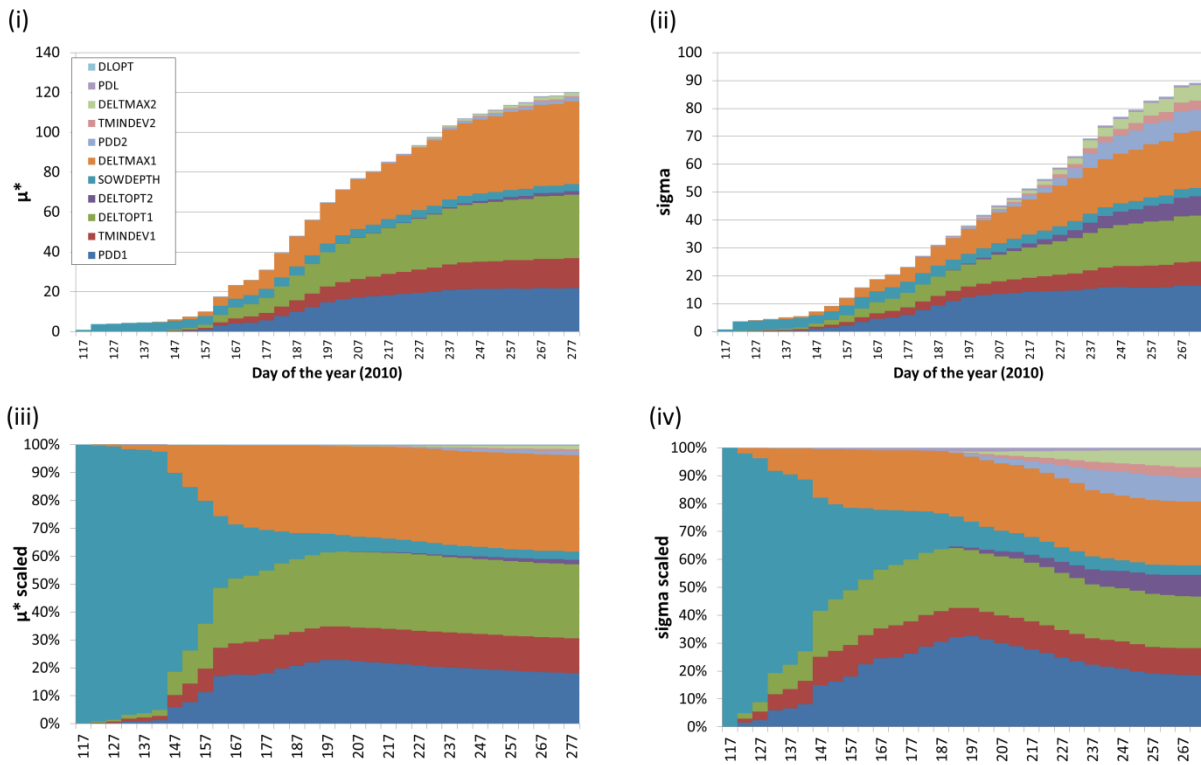 (i)
140
120
100
80
60
40
20
0
μ*
DLOPT
PDL
DELTMAX2
TMINDEV2
PDD2
DELTMAX1
SOWDEPTH
DELTOPT2
DELTOPT1
TMINDEV1
PDD1
117 127 137 147 157 167 177 187 197 207 217 227 237 247 257 267 277
Day of the year (2010)
(ii)
100
90
80
70
60
50
40
30
20
10
0
sigma
117 127 137 147 157 167 177 187 197 207 217 227 237 247 257 267
Day of the year (2010)
(iii)
100%
90%
80%
70%
60%
50%
40%
30%
20%
10%
0%
μ* scaled
117 127 137 147 157 167 177 187 197 207 217 227 237 247 257 267 277
(iv)
100%
90%
80%
70%
60%
50%
40%
30%
20%
10%
0%
sigma scaled
117 127 137 147 157 167 177 187 197 207 217 227 237 247 257 267